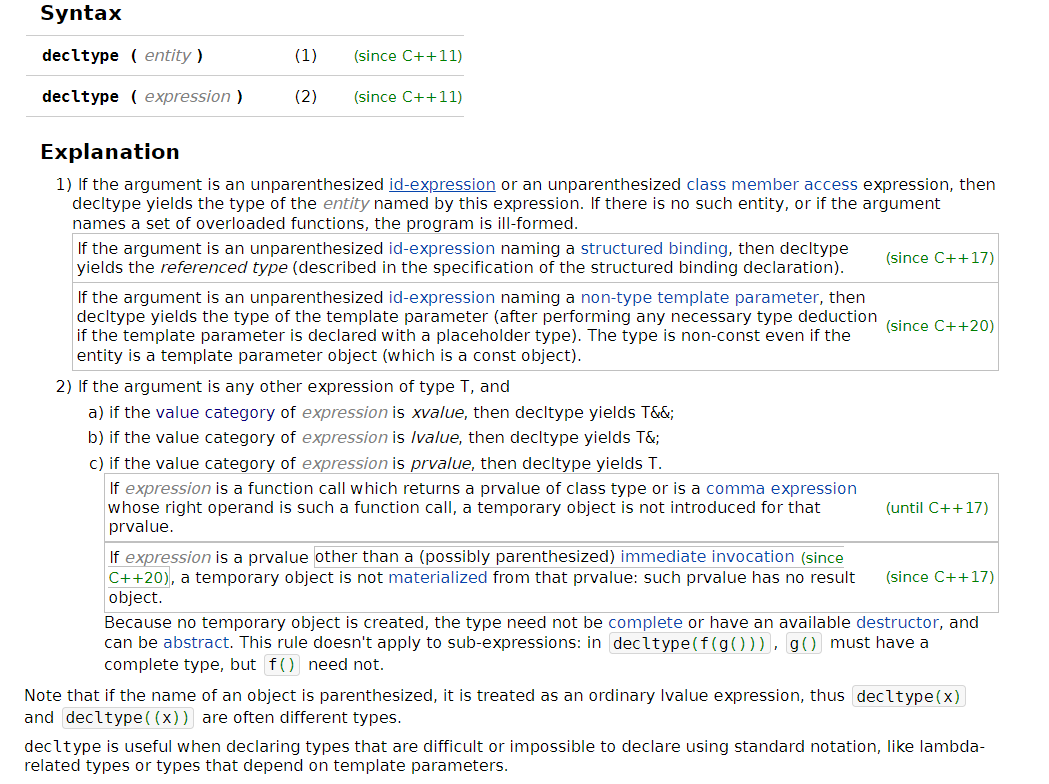 Syntax
decltype ( entity ) (1) (since C++11)
decltype ( expression ) (2) (since C++11)
Explanation
1) If the argument is an unparenthesized id-expression or an unparenthesized class member access expression, then
decltype yields the type of the entity named by this expression. If there is no such entity, or if the argument
names a set of overloaded functions, the program is ill-formed.
If the argument is an unparenthesized id-expression naming a structured binding, then decltype
yields the referenced type (described in the specification of the structured binding declaration).
(since C++17)
If the argument is an unparenthesized id-expression naming a non-type template parameter, then
decltype yields the type of the template parameter (after performing any necessary type deduction
if the template parameter is declared with a placeholder type). The type is non-const even if the
entity is a template parameter object (which is a const object).
(since C++20)
2) If the argument is any other expression of type T, and
a) if the value category of expression is xvalue, then decltype yields T&&;
b) if the value category of expression is lvalue, then decltype yields T&;
c) if the value category of expression is prvalue, then decltype yields T.
If expression is a function call which returns a prvalue of class type or is a comma expression
whose right operand is such a function call, a temporary object is not introduced for that
prvalue.
(until C++17)
If expression is a prvalue other than a (possibly parenthesized) immediate invocation (since
C++20), a temporary object is not materialized from that prvalue: such prvalue has no result
object.
(since C++17)
Because no temporary object is created, the type need not be complete or have an available destructor, and
can be abstract. This rule doesn't apply to sub-expressions: in decltype(f(g())), g() must have a
complete type, but f() need not.
Note that if the name of an object is parenthesized, it is treated as an ordinary lvalue expression, thus decltype(x)
and decltype((x)) are often different types.
decltype is useful when declaring types that are difficult or impossible to declare using standard notation, like lambda-
related types or types that depend on template parameters.